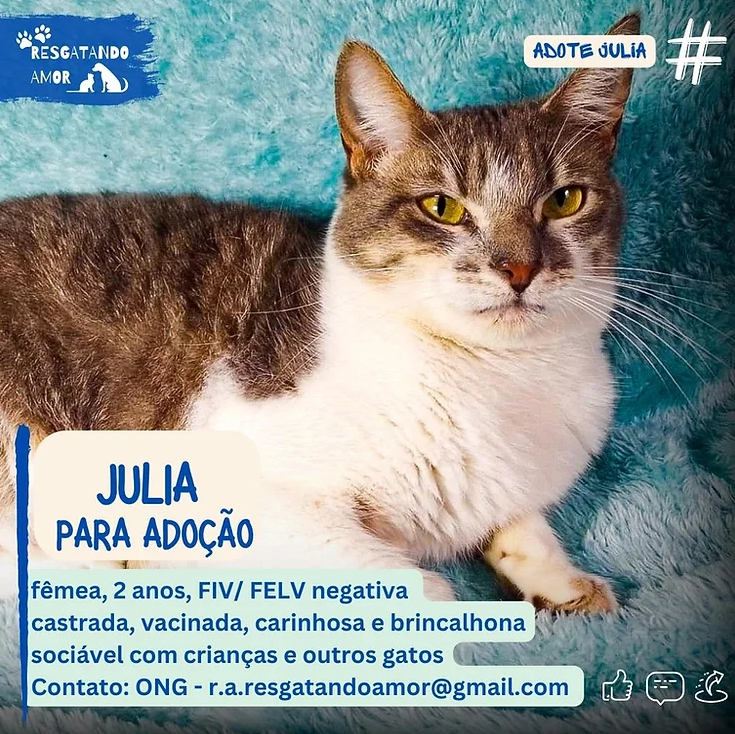 RESGATANDO
AMOR
ADOTE JULIA
#
JULIA
PARA ADOÇÃO
fêmea, 2 anos, FIV/ FELV negativa
castrada, vacinada, carinhosa e brincalhona
sociável com crianças e outros gatos
Contato: ONG - r.a.resgatandoamor@gmail.com